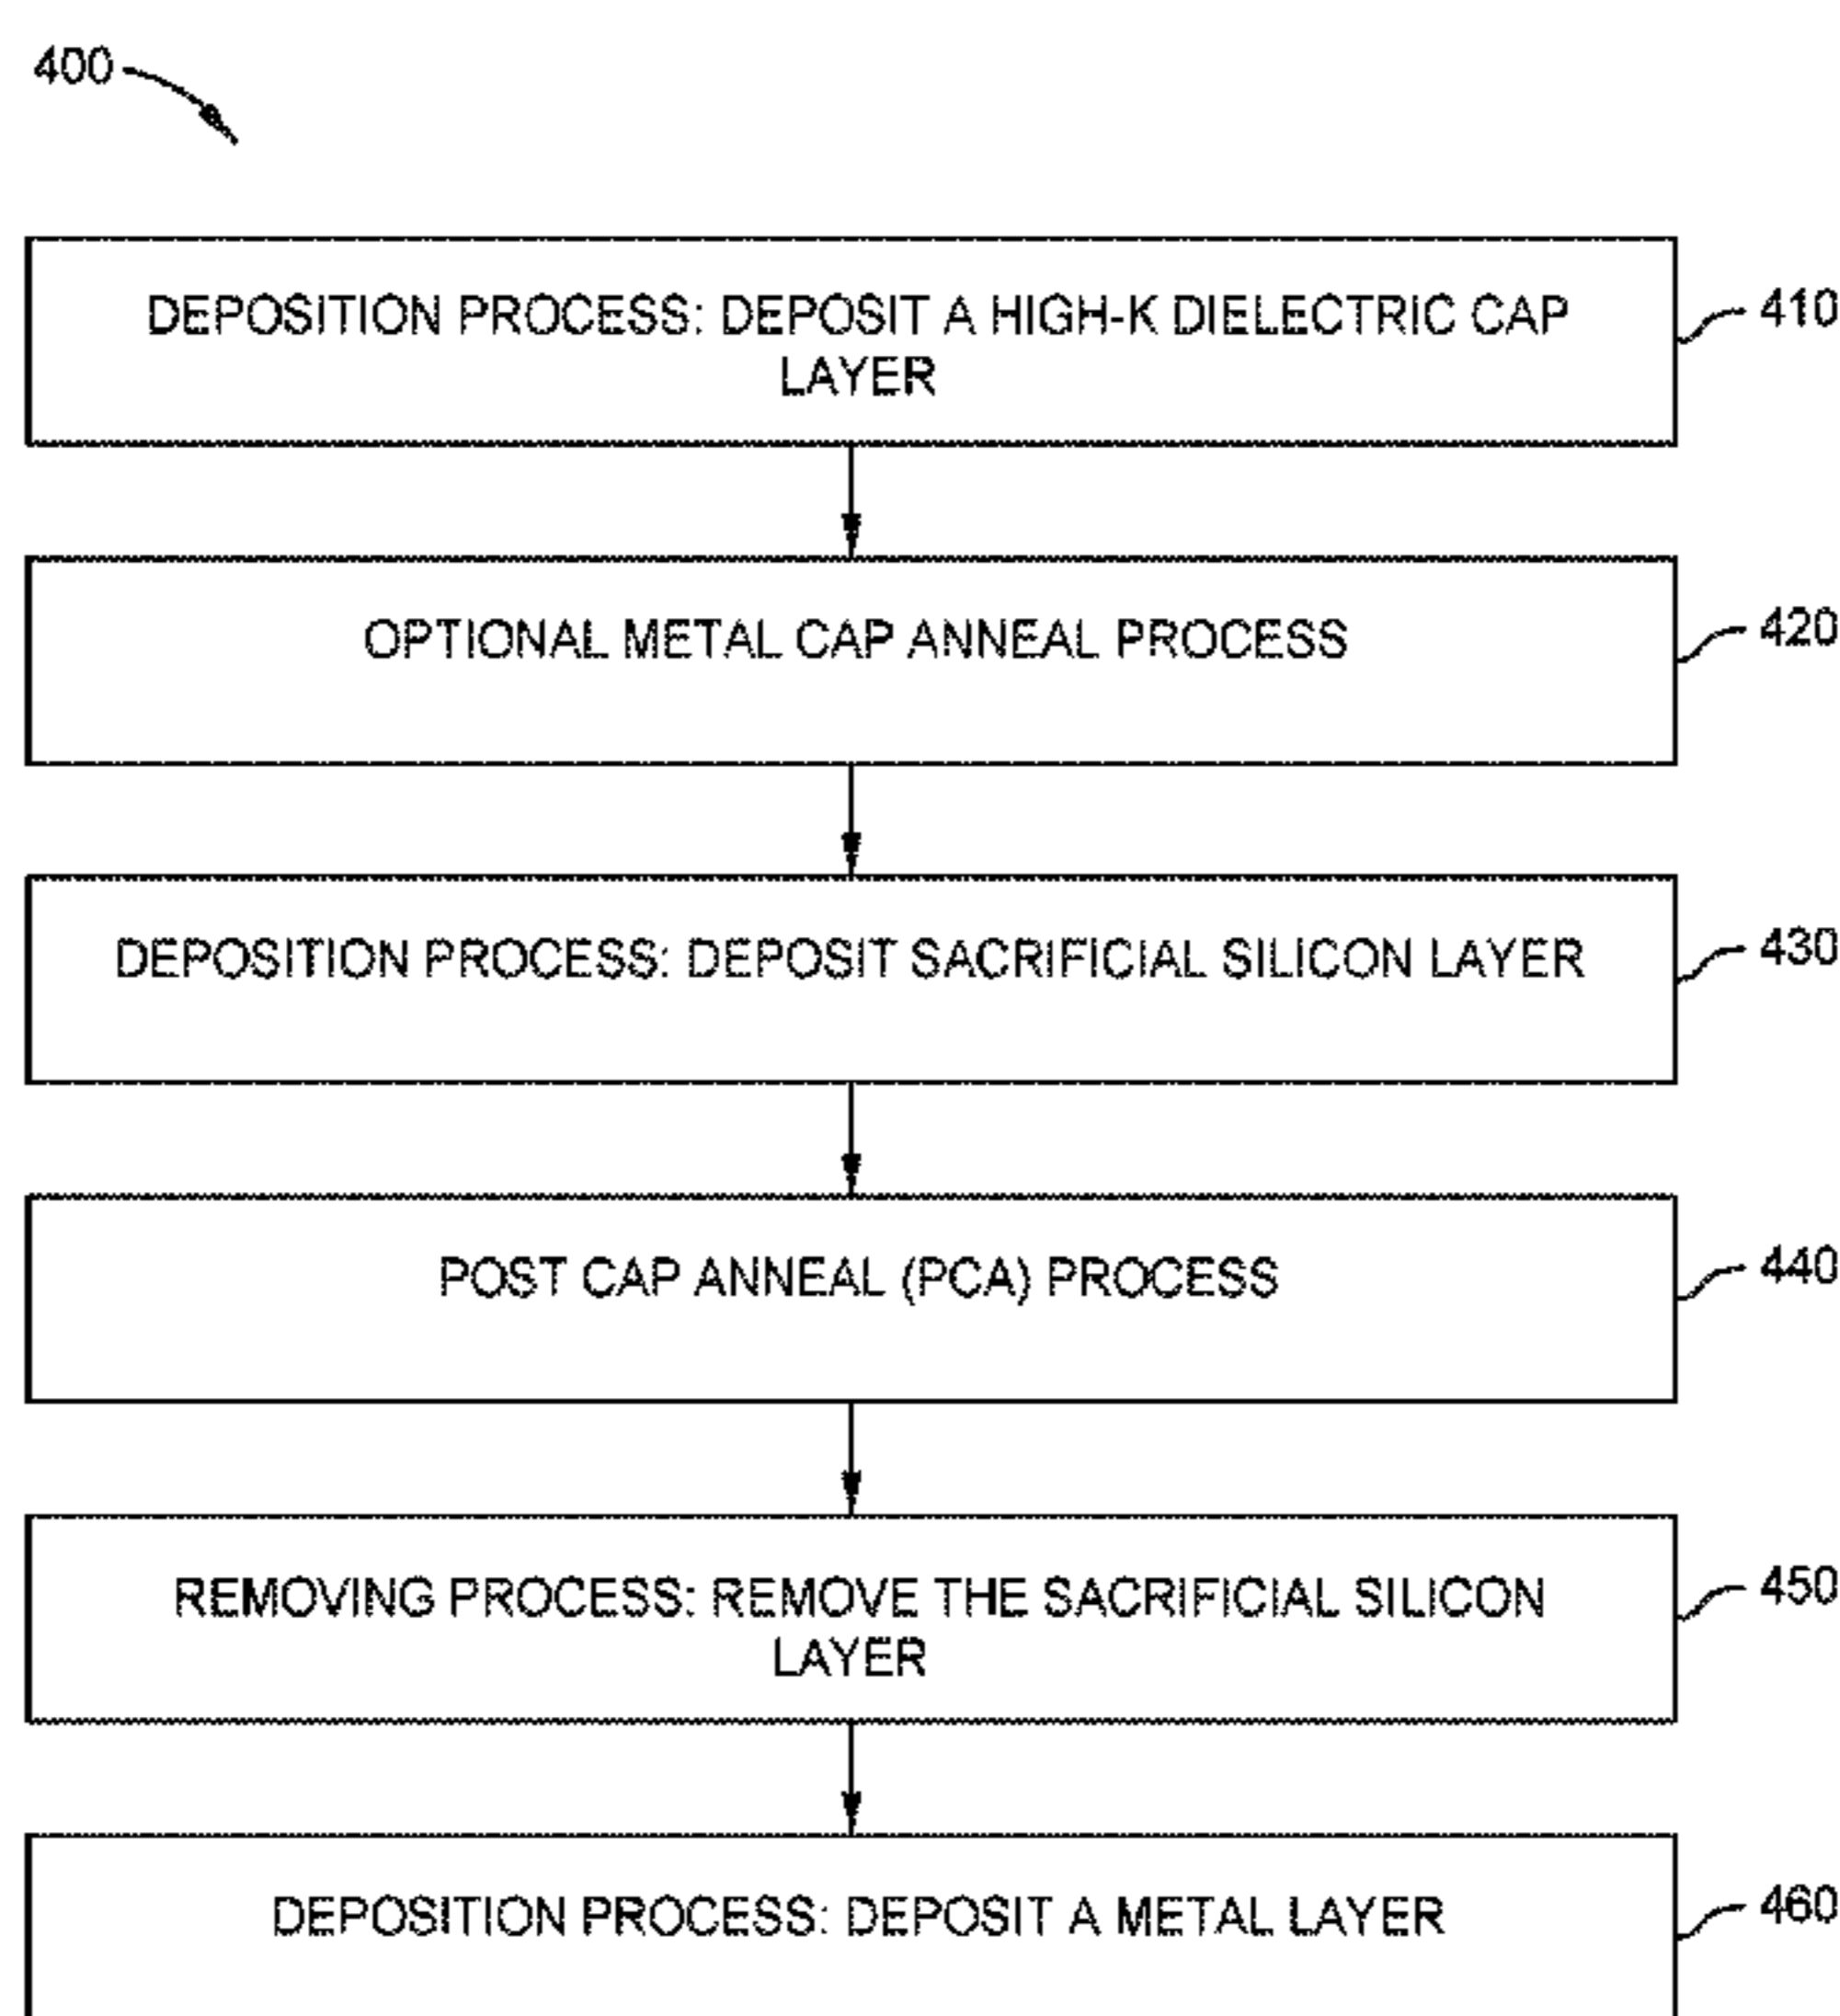 400
DEPOSITION PROCESS: DEPOSIT A HIGH-K DIELECTRIC CAP
LAYER
410
OPTIONAL METAL CAP ANNEAL PROCESS
420
DEPOSITION PROCESS: DEPOSIT SACRIFICIAL SILICON LAYER
430
POST CAP ANNEAL (PCA) PROCESS
440
REMOVING PROCESS: REMOVE THE SACRIFICIAL SILICON
LAYER
450
DEPOSITION PROCESS: DEPOSIT A METAL LAYER
460